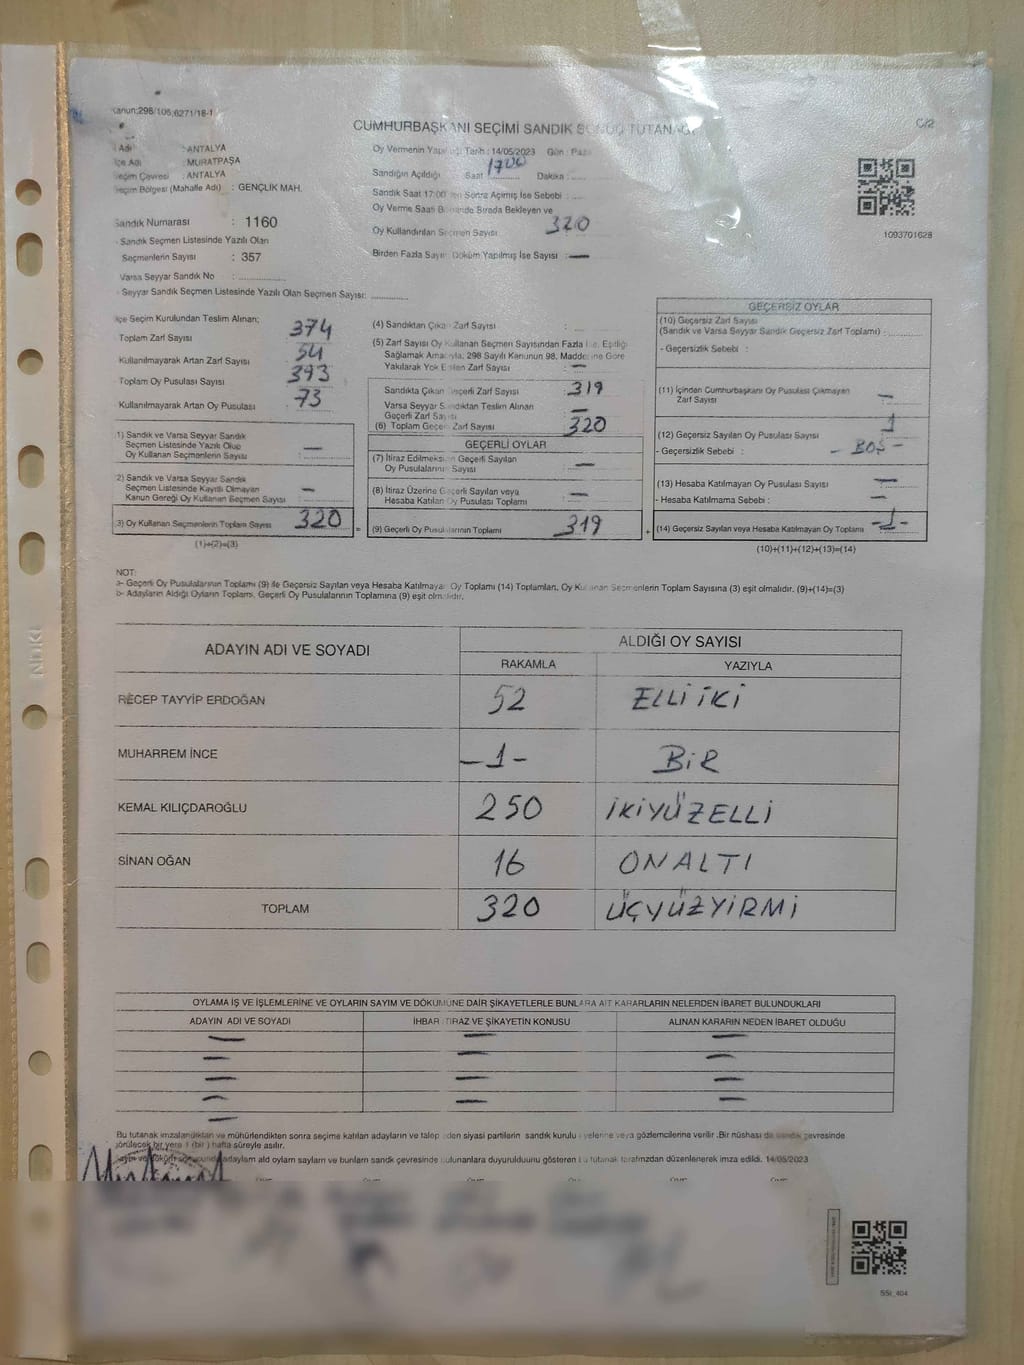 Kanun:298/105;6271/18-1
CUMHURBAŞKANI SEÇİMİ SANDIK SONUÇ TUTANAĞI
C/2
İl Adı : ANTALYA
İlçe Adı : MURATPAŞA
Seçim Çevresi : ANTALYA
Seçim Bölgesi (Mahalle Adı) : GENÇLİK MAH.
Sandık Numarası : 1160
Sandık Seçmen Listesinde Yazılı Olan
Seçmenlerin Sayısı : 357
Varsa Seyyar Sandık No :
Seyyar Sandık Seçmen Listesinde Yazılı Olan Seçmen Sayısı:
Oy Vermenin Yapıldığı Tarih : 14/05/2023 Gün : Pazar
Sandığın Açıldığı Saat 1700 Dakika :
Sandık Saat 17:00'den Sonra Açımış İse Sebebi :
Oy Verme Saati Bitiminde Sırada Bekleyen ve
Oy Kullandırılan Seçmen Sayısı 320
Birden Fazla Sayım Döküm Yapılmış İse Sayısı : —
1093701628
İlçe Seçim Kurulundan Teslim Alınan;
Toplam Zarf Sayısı 374
Kullanılmayarak Artan Zarf Sayısı 54
Toplam Oy Pusulası Sayısı 393
Kullanılmayarak Artan Oy Pusulası 73
1) Sandık ve Varsa Seyyar Sandık
Seçmen Listesinde Yazılı Olup
Oy Kullanan Seçmenlerin Sayısı : —
2) Sandık ve Varsa Seyyar Sandık
Seçmen Listesinde Kayıtlı Olmayan
Kanun Gereği Oy Kullanan Seçmen Sayısı : —
3) Oy Kullanan Seçmenlerin Toplam Sayısı 320
(1)+(2)=(3)
(4) Sandıktan Çıkan Zarf Sayısı :
(5) Zarf Sayısı Oy Kullanan Seçmen Sayısından Fazla İse, Eşitliği
Sağlamak Amacıyla, 298 Sayılı Kanunun 98. Maddesine Göre
Yakılarak Yok Edilen Zarf Sayısı : —
Sandıkta Çıkan Geçerli Zarf Sayısı : 319
Varsa Seyyar Sandıktan Teslim Alınan
Geçerli Zarf Sayısı : —
(6) Toplam Geçerli Zarf Sayısı : 320
GEÇERLİ OYLAR
(7) İtiraz Edilmeksizin Geçerli Sayılan
Oy Pusulalarının Sayısı : —
(8) İtiraz Üzerine Geçerli Sayılan veya
Hesaba Katılan Oy Pusulası Toplamı : —
(9) Geçerli Oy Pusulalarının Toplamı : 319
GEÇERSİZ OYLAR
(10) Geçersiz Zarf Sayısı
(Sandık ve Varsa Seyyar Sandık Geçersiz Zarf Toplamı) :
- Geçersizlik Sebebi :
(11) İçinden Cumhurbaşkanı Oy Pusulası Çıkmayan
Zarf Sayısı : —
(12) Geçersiz Sayılan Oy Pusulası Sayısı : 1
- Geçersizlik Sebebi : - BOŞ -
(13) Hesaba Katılmayan Oy Pusulası Sayısı : —
- Hesaba Katılmama Sebebi : —
(14) Geçersiz Sayılan veya Hesaba Katılmayan Oy Toplamı -1-
(10)+(11)+(12)+(13)=(14)
NOT:
a- Geçerli Oy Pusulalarının Toplamı (9) ile Geçersiz Sayılan veya Hesaba Katılmayan Oy Toplamı (14) Toplamları, Oy Kullanan Seçmenlerin Toplam Sayısına (3) eşit olmalıdır. (9)+(14)=(3)
b- Adayların Aldığı Oyların Toplamı, Geçerli Oy Pusulalarının Toplamına (9) eşit olmalıdır.
ADAYIN ADI VE SOYADI ALDIĞI OY SAYISI
RAKAMLA YAZIYLA
RECEP TAYYİP ERDOĞAN 52 ELLİ İKİ
MUHARREM İNCE -1- BİR
KEMAL KILIÇDAROĞLU 250 İKİYÜZELLİ
SİNAN OĞAN 16 ONALTI
TOPLAM 320 ÜÇYÜZYİRMİ
OYLAMA İŞ VE İŞLEMLERİNE VE OYLARIN SAYIM VE DÖKÜMÜNE DAİR ŞİKAYETLERLE BUNLARA AİT KARARLARIN NELERDEN İBARET BULUNDUKLARI
ADAYIN ADI VE SOYADI İHBAR İTİRAZ VE ŞİKAYETİN KONUSU ALINAN KARARIN NEDEN İBARET OLDUĞU
Bu tutanak imzalandıktan ve mühürlendikten sonra seçime katılan adayların ve talep eden siyasi partilerin sandık kurulu üyelerine veya gözlemcilerine verilir .Bir nüshası da sandık çevresinde
görülecek bir yere 1 (bir ) hafta süreyle asılır.
Sayım ve döküm sonucunda adaylam ald oylam saylam ve bunlam sandk çevresinde bulunanlara duyurulduunu gösteren bu tutanak tarafmzdan düzenlenerek imza edildi. 14/05/2023
SSt_404